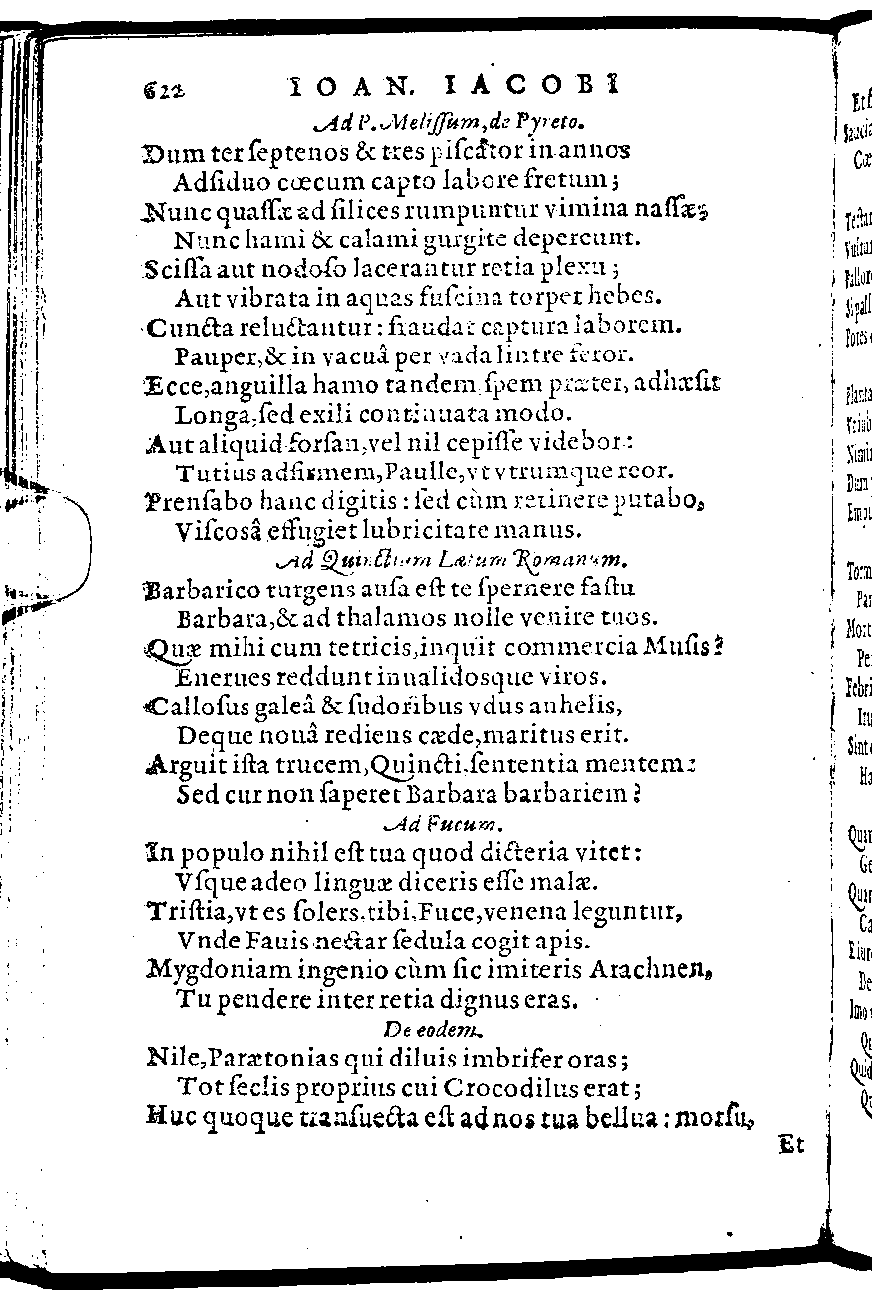 622 IOAN. IACOBI
Ad P. Melissum, de Pyreto.
Dum ter septenos & tres piscator in annos
Adsiduo cœcum capto labore fretum;
Nunc quassæ ad silices rumpuntur vimina nassæ;
Nunc hami & calami gurgite depereunt.
Scissa aut nodoso lacerantur retia plexu;
Aut vibrata in aquas fuscina torpet hebes.
Cuncta reluctantur: fraudat captura laborem.
Pauper, & in vacuâ per vada lintre feror.
Ecce, anguilla hamo tandem spem præter, adhæsit
Longa, sed exili continuata modo.
Aut aliquid forsan, vel nil cepisse videbor:
Tutius adfirmem, Paulle, vt vtrumque reor.
Prensabo hanc digitis: sed cùm retinere putabo,
Viscosâ effugiet lubricitate manus.
Ad Quinctium Lætum Romanum.
Barbarico turgens ausa est te spernere fastu
Barbara, & ad thalamos nolle venire tuos.
Quæ mihi cum tetricis, inquit commercia Musis?
Enerues reddunt inualidosque viros.
Callosus galeâ & sudoribus vdus anhelis,
Deque nouâ rediens cæde, maritus erit.
Arguit ista trucem, Quincti. sententia mentem:
Sed cur non saperet Barbara barbariem?
Ad Fucum.
In populo nihil est tua quod dicteria vitet:
Vsque adeo linguæ diceris esse malæ.
Tristia, vt es solers, tibi, Fuce, venena leguntur,
Vnde Fauis nectar sedula cogit apis.
Mygdoniam ingenio cùm sic imiteris Arachnen,
Tu pendere inter retia dignus eras.
De eodem.
Nile, Parætonias qui diluis imbrifer oras;
Tot seclis proprius cui Crocodilus erat;
Huc quoque transuecta est ad nos tua bellua: morsu,
Et